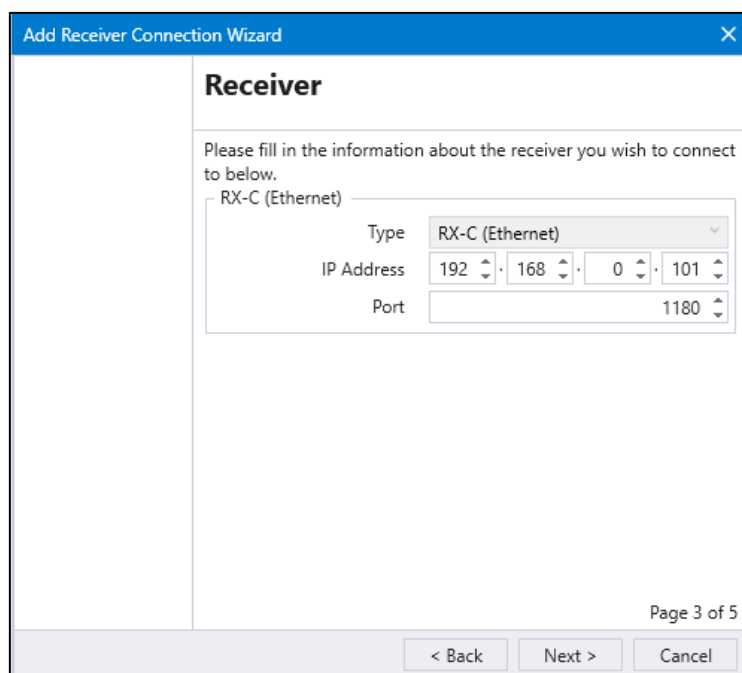 Add Receiver Connection Wizard
Receiver
Please fill in the information about the receiver you wish to connect
to below.
RX-C (Ethernet)
Type RX-C (Ethernet)
IP Address 192 · 168 · 0 · 101
Port 1180
Page 3 of 5
< Back Next > Cancel